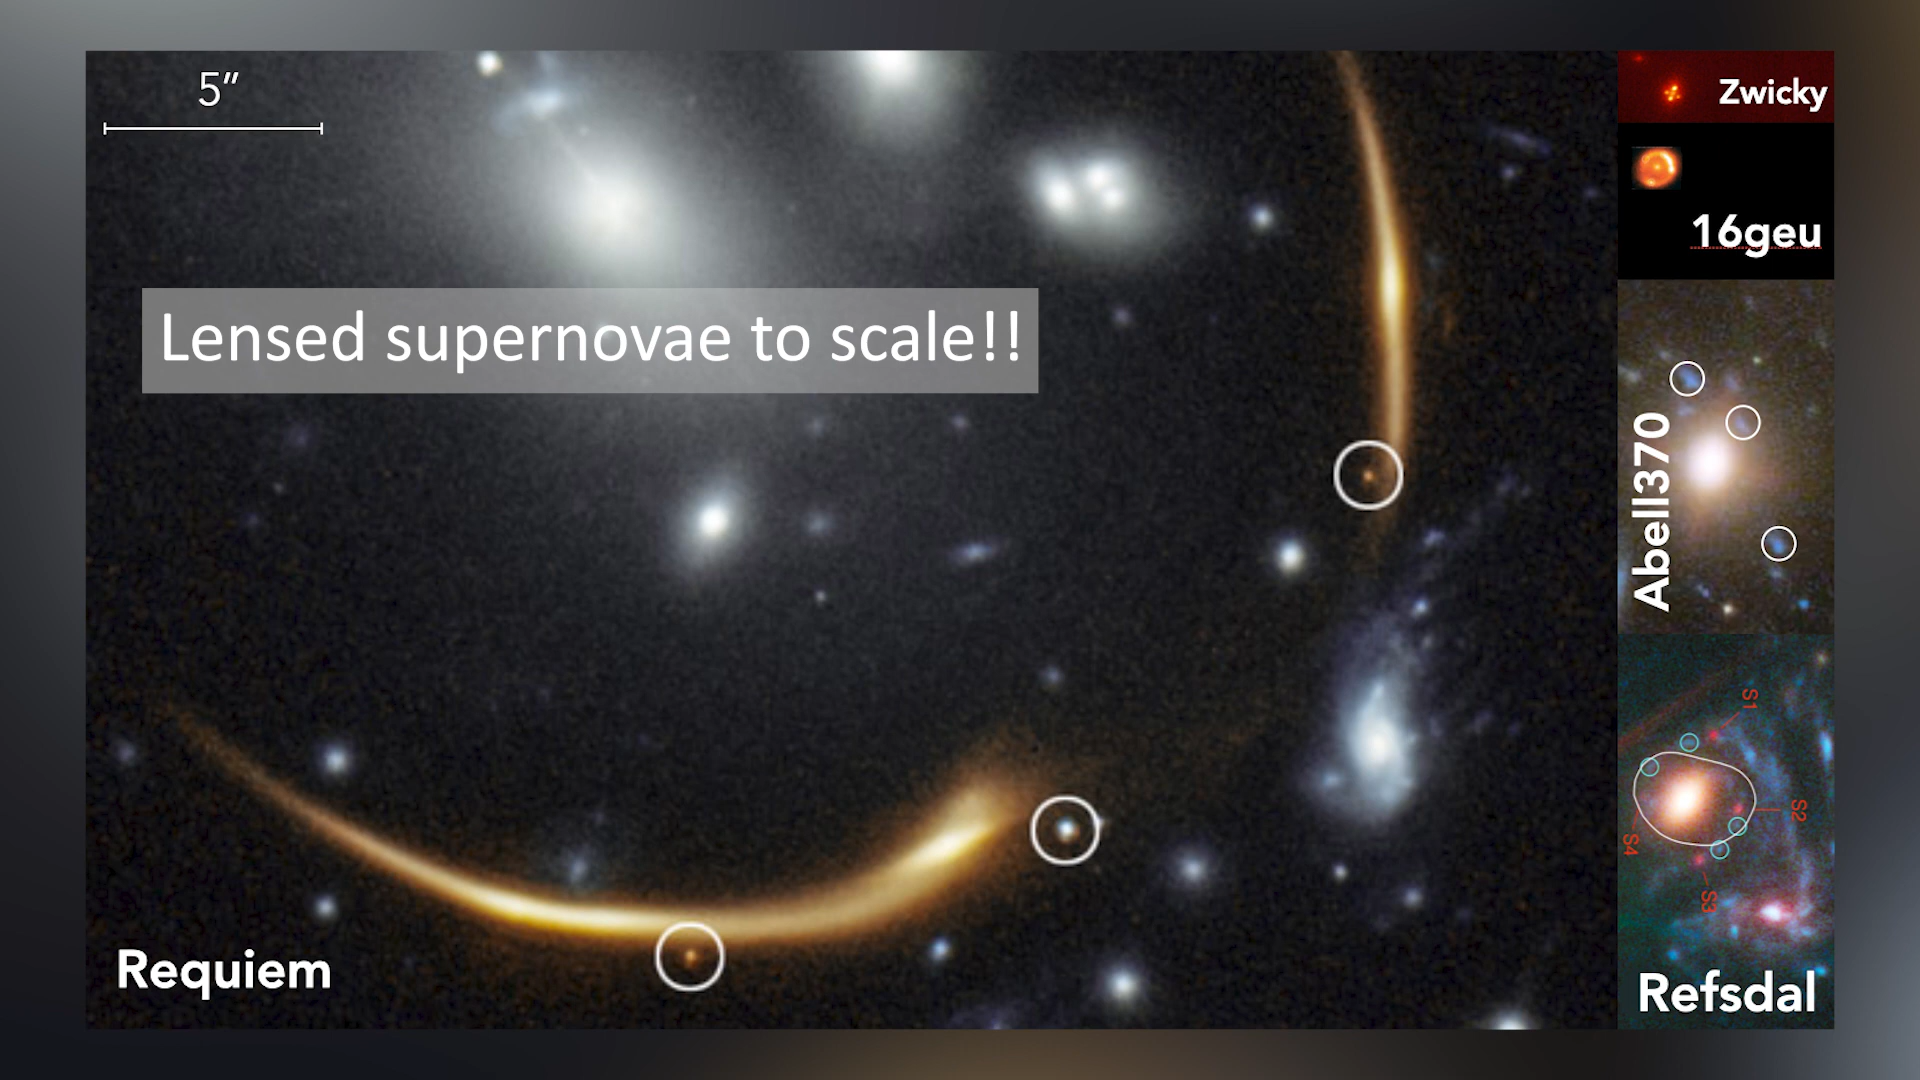 5″
Lensed supernovae to scale!!
Requiem
Zwicky
16geu
Abell370
S1
S2
S4
S3
Refsdal